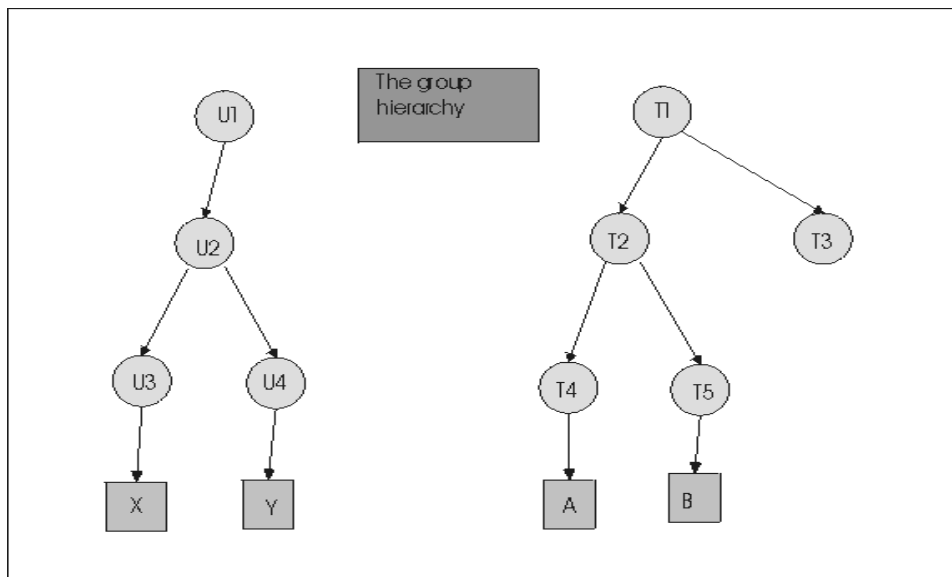 The group
hierarchy
U1
T1
U2
T2
T3
U3
U4
T4
T5
X
Y
A
B